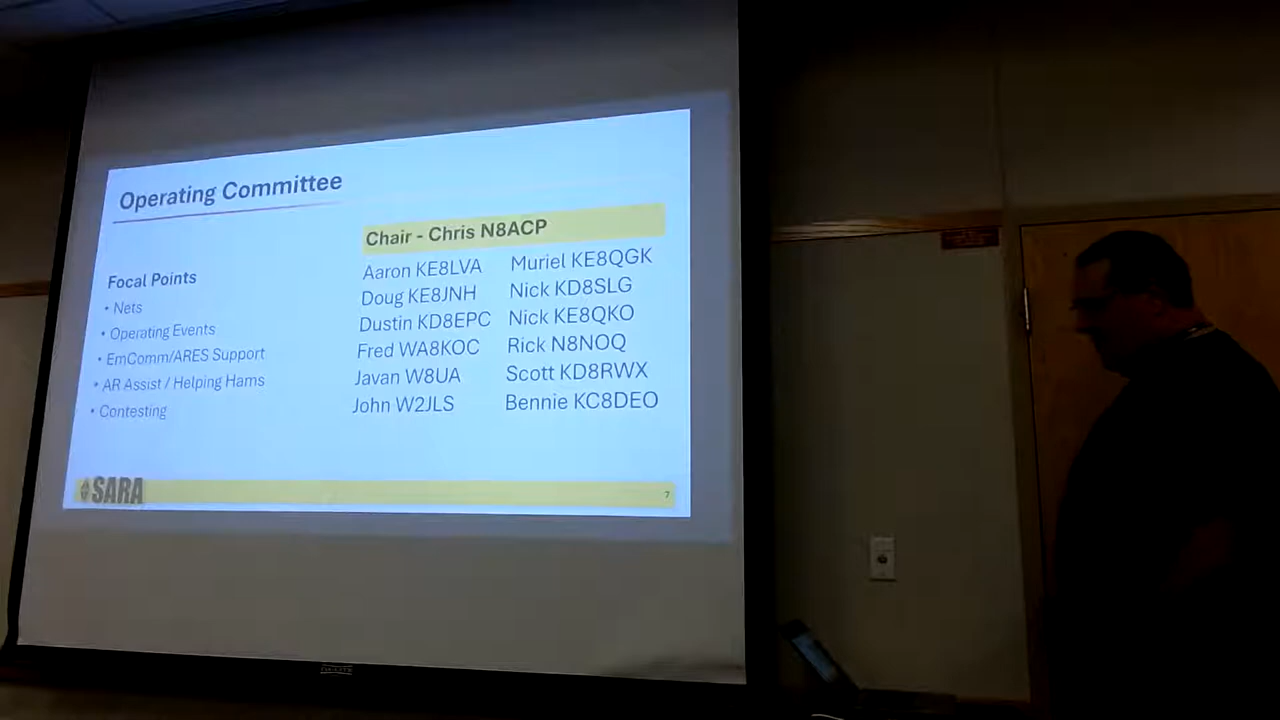 Operating Committee
Chair - Chris N8ACP
Focal Points
• Nets
• Operating Events
• EmComm/ARES Support
• AR Assist / Helping Hams
• Contesting
Aaron KE8LVA
Doug KE8JNH
Dustin KD8EPC
Fred WA8KOC
Javan W8UA
John W2JLS
Muriel KE8QGK
Nick KD8SLG
Nick KE8QKO
Rick N8NOQ
Scott KD8RWX
Bennie KC8DEO
SARA
7